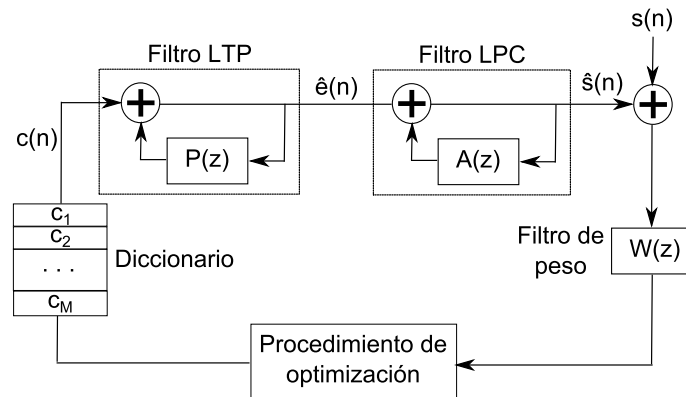 s(n)
Filtro LTP
Filtro LPC
ê(n)
ŝ(n)
c(n)
P(z)
A(z)
c1
c2
. . .
cM
Diccionario
Filtro de
peso
W(z)
Procedimiento de
optimización